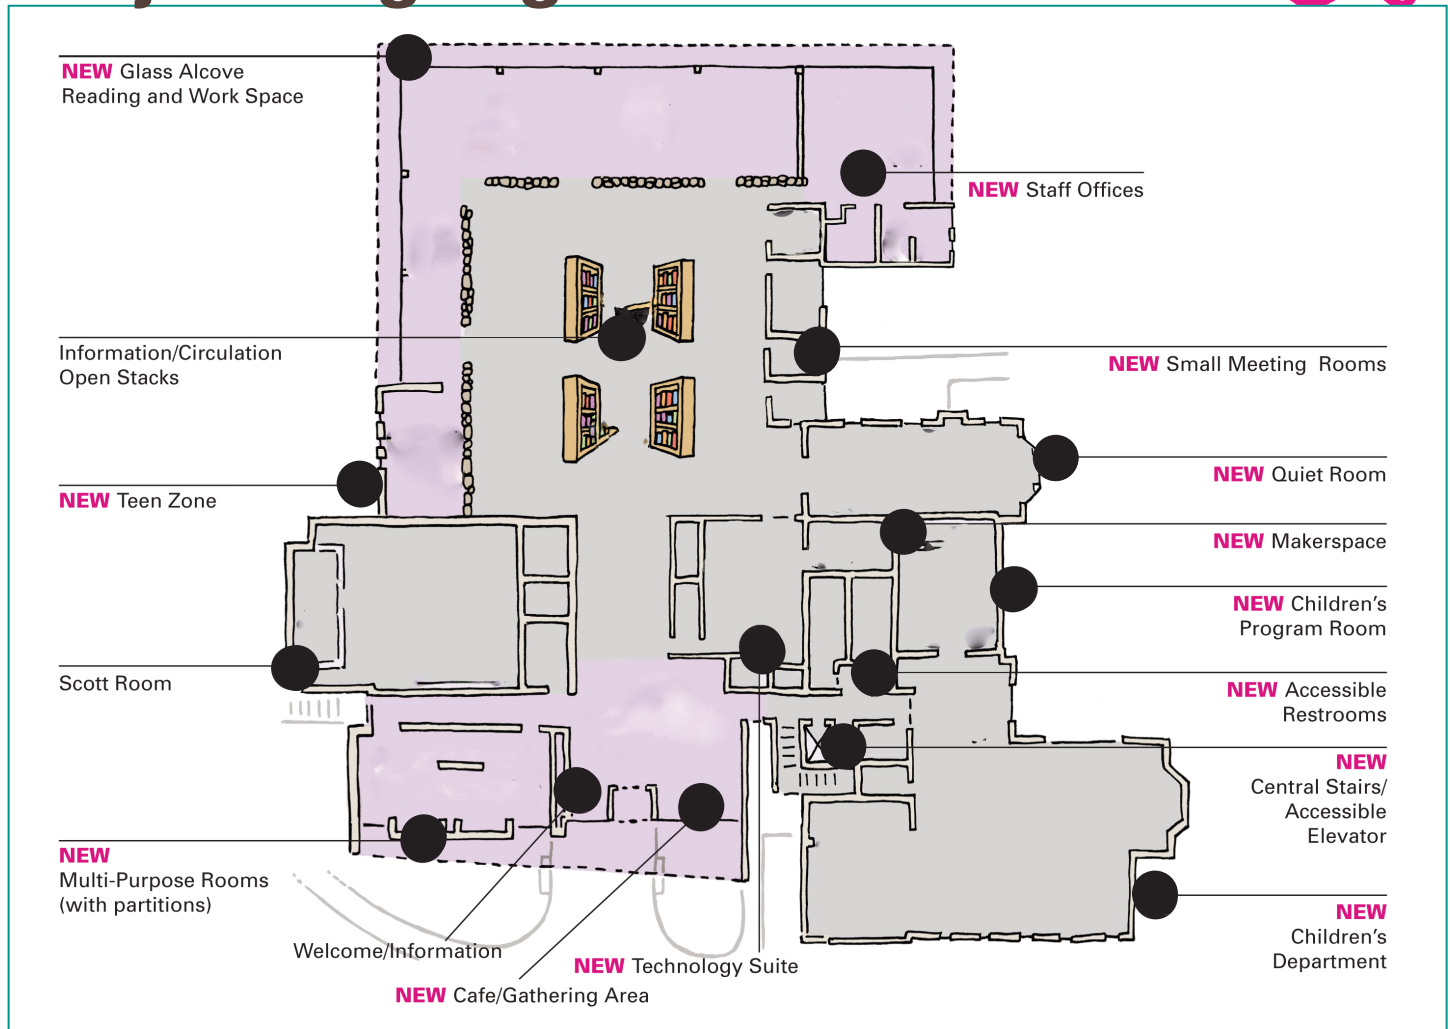 NEW Glass Alcove
Reading and Work Space
NEW Staff Offices
Information/Circulation
Open Stacks
NEW Small Meeting Rooms
NEW Quiet Room
NEW Teen Zone
NEW Makerspace
NEW Children's
Program Room
Scott Room
NEW Accessible
Restrooms
NEW
Central Stairs/
Accessible
Elevator
NEW
Multi-Purpose Rooms
(with partitions)
NEW
Children's
Department
Welcome/Information
NEW Technology Suite
NEW Cafe/Gathering Area